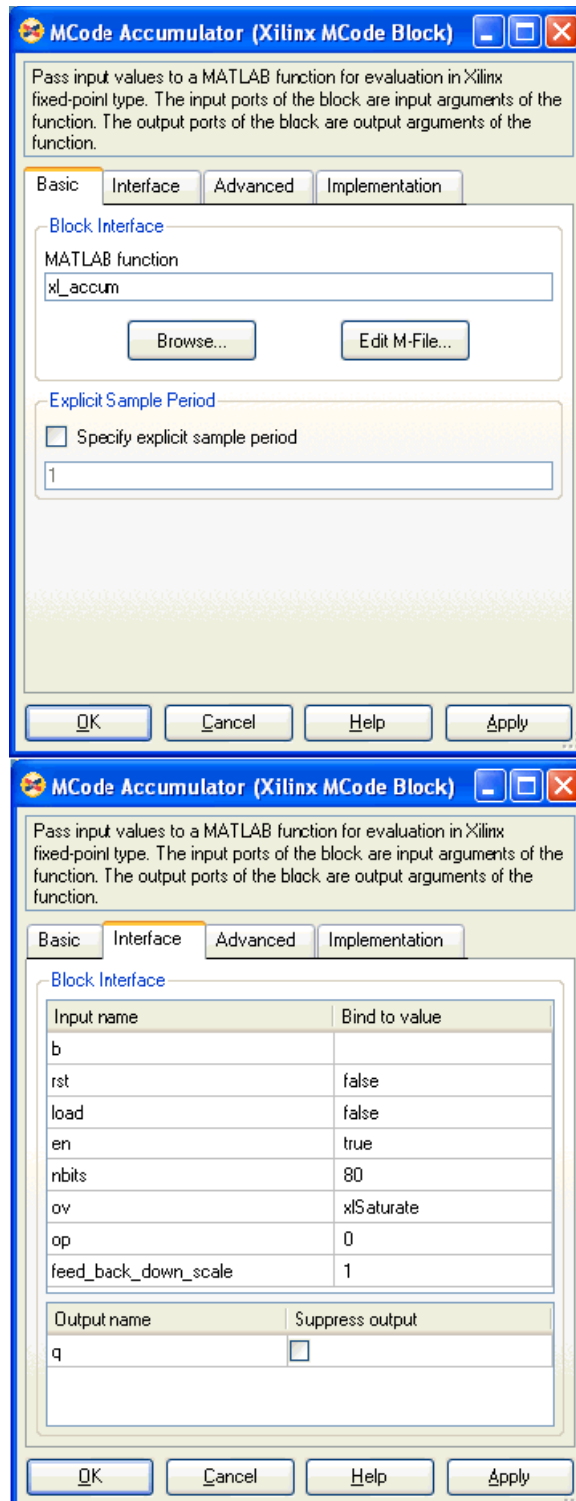 MCode Accumulator (Xilinx MCode Block)
Pass input values to a MATLAB function for evaluation in Xilinx
fixed-point type. The input ports of the block are input arguments of the
function. The output ports of the block are output arguments of the
function.
Basic Interface Advanced Implementation
Block Interface
MATLAB function
xl_accum
Browse... Edit M-File...
Explicit Sample Period
Specify explicit sample period
1
OK Cancel Help Apply
MCode Accumulator (Xilinx MCode Block)
Pass input values to a MATLAB function for evaluation in Xilinx
fixed-point type. The input ports of the block are input arguments of the
function. The output ports of the block are output arguments of the
function.
Basic Interface Advanced Implementation
Block Interface
Input name Bind to value
b
rst false
load false
en true
nbits 80
ov xlSaturate
op 0
feed_back_down_scale 1
Output name Suppress output
q
OK Cancel Help Apply